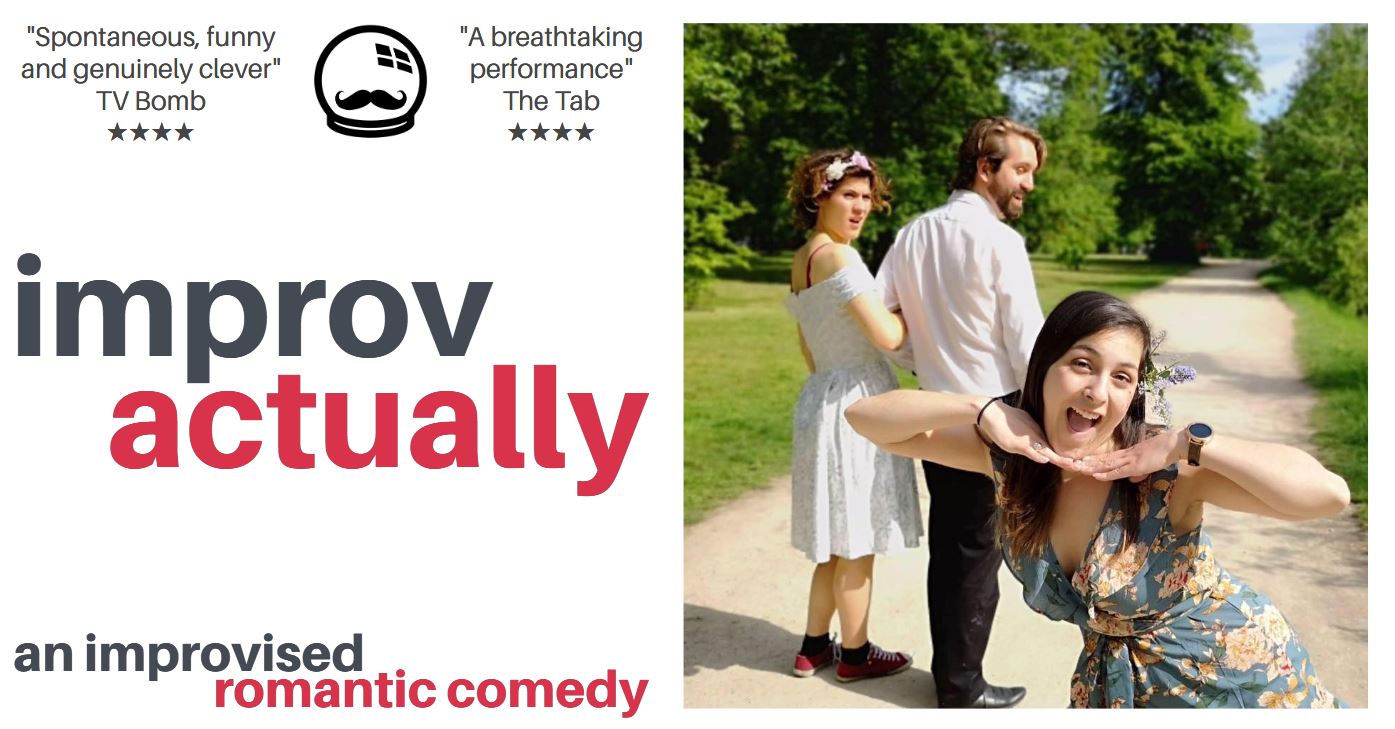 "Spontaneous, funny
and genuinely clever"
TV Bomb
★★★★
"A breathtaking
performance"
The Tab
★★★★
improv
actually
an improvised
romantic comedy